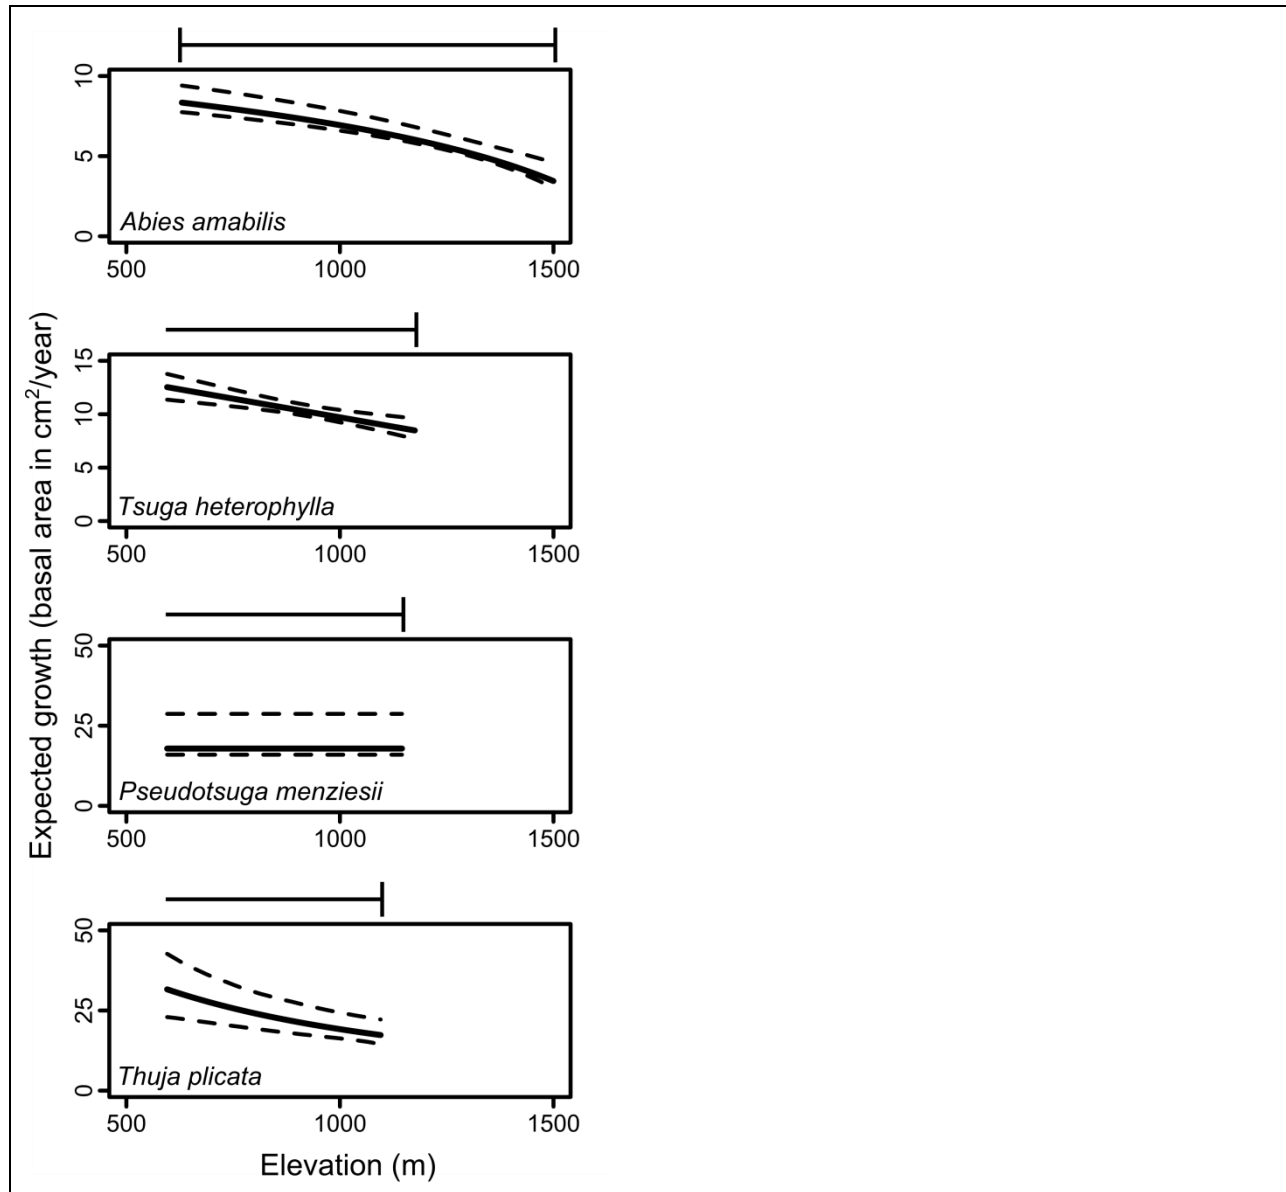 Expected growth (basal area in cm²/year)
10
5
0
Abies amabilis
500 1000 1500
15
10
5
0
Tsuga heterophylla
500 1000 1500
50
25
0
Pseudotsuga menziesii
500 1000 1500
50
25
0
Thuja plicata
500 1000 1500
Elevation (m)